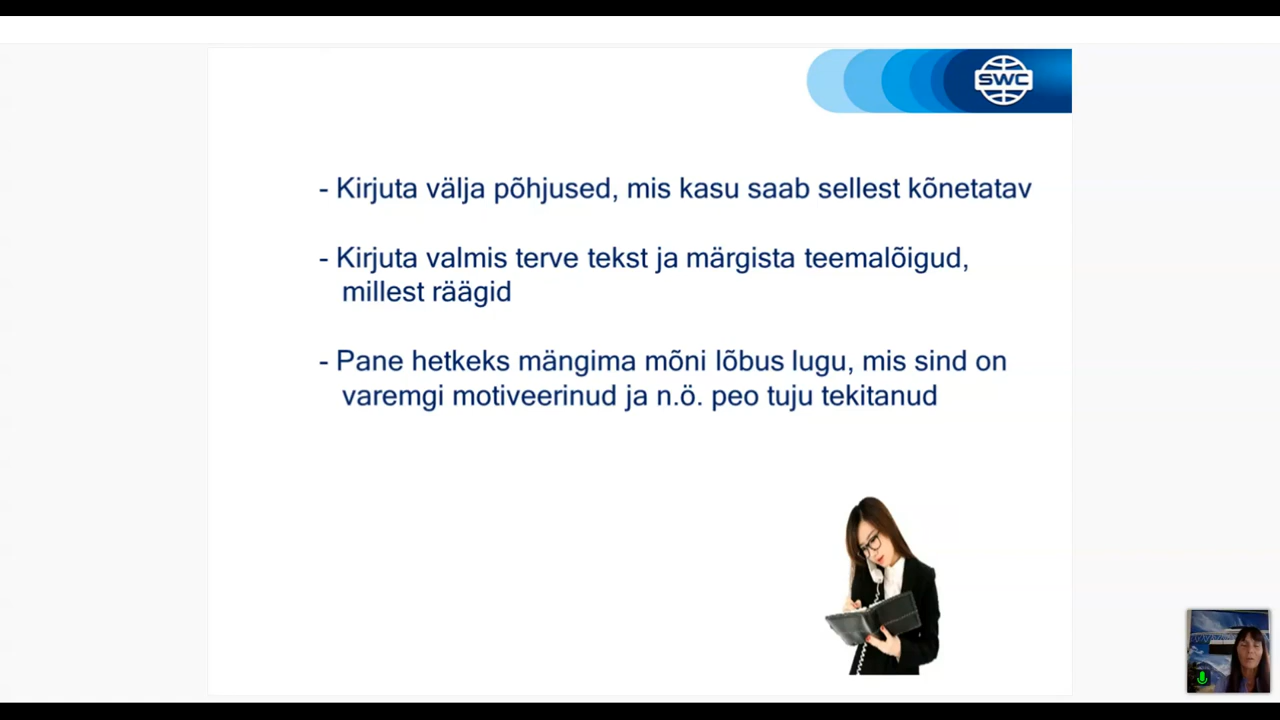 SWC
- Kirjuta välja põhjused, mis kasu saab sellest kõnetatav
- Kirjuta valmis terve tekst ja märgista teemalõigud,
millest räägid
- Pane hetkeks mängima mõni lõbus lugu, mis sind on
varemgi motiveerinud ja n.ö. peo tuju tekitanud